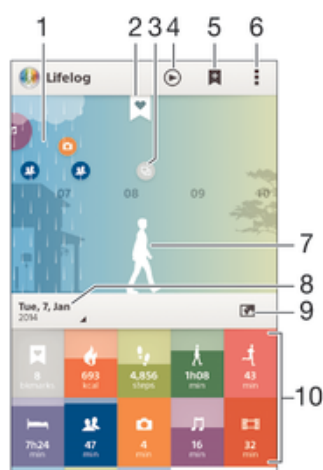 1 2 3 4 5 6
Lifelog
07 08 09 10
7
8
Tue, 7, Jan
2014
9
8 693 4,856 1h08 43
bkmarks kcal steps min min
10
7h24 47 4 16 32
min min min min min